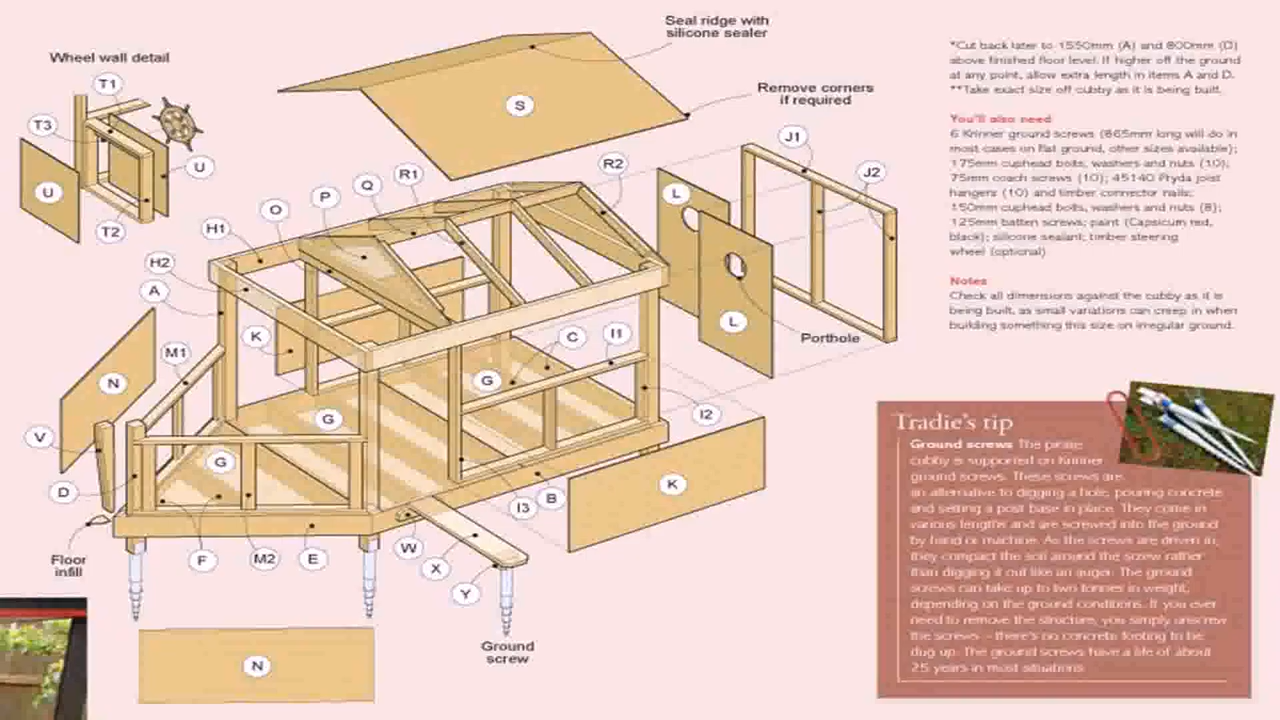 Wheel wall detail
T1
T3
U
U
T2
Seal ridge with
silicone sealer
S
Remove corners
if required
J1
J2
R2
R1
Q
P
O
H1
H2
A
L
L
Porthole
K
C
I1
G
G
G
M1
N
V
D
I2
I3
B
K
Floor
infill
F
M2
E
W
X
Y
Ground
screw
N
*Cut back later to 1550mm (A) and 800mm (D)
above finished floor level. If higher off the ground
at any point, allow extra length in items A and D.
**Take exact size off cubby as it is being built.
You'll also need
6 Krinner ground screws (865mm long will do in
most cases on flat ground, other sizes available);
175mm cuphead bolts, washers and nuts (10);
75mm coach screws (10); 45140 Pryda joist
hangers (10) and timber connector nails;
150mm cuphead bolts, washers and nuts (8);
125mm batten screws; paint (Capsicum red,
black); silicone sealant; timber steering
wheel (optional)
Notes
Check all dimensions against the cubby as it is
being built, as small variations can creep in when
building something this size on irregular ground.
Tradie's tip
Ground screws The pirate
cubby is supported on Krinner
ground screws. These screws are
an alternative to digging a hole, pouring concrete
and setting a post base in place. They come in
various lengths and are screwed into the ground
by hand or machine. As the screws are driven in,
they compact the soil around the screw rather
than digging it out like an auger. The ground
screws can take up to two tonnes in weight,
depending on the ground conditions. If you ever
need to remove the structure, you simply unscrew
the screws – there's no concrete footing to be
dug up. The ground screws have a life of about
25 years in most situations.